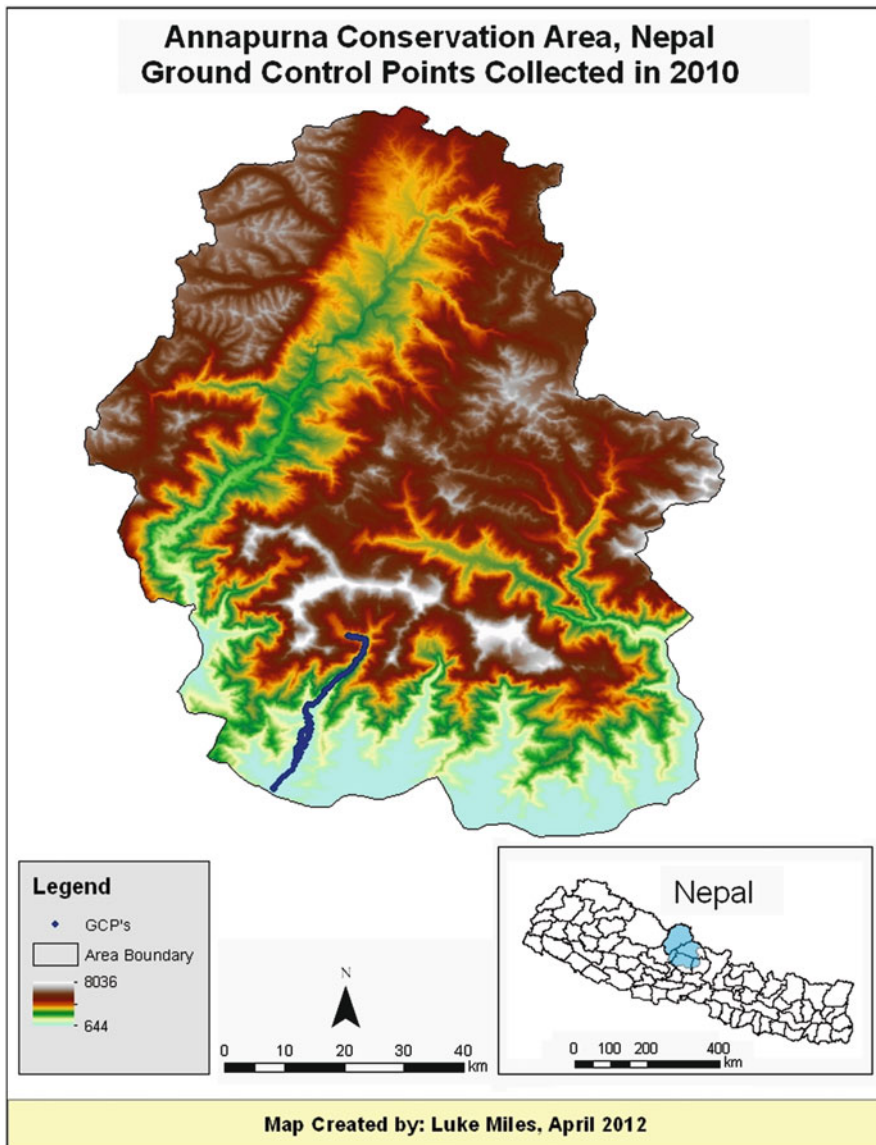 Annapurna Conservation Area, Nepal
Ground Control Points Collected in 2010
Legend
GCP's
Area Boundary
8036
644
N
0 10 20 30 40
km
Nepal
0 100 200 300 400
km
Map Created by: Luke Miles, April 2012